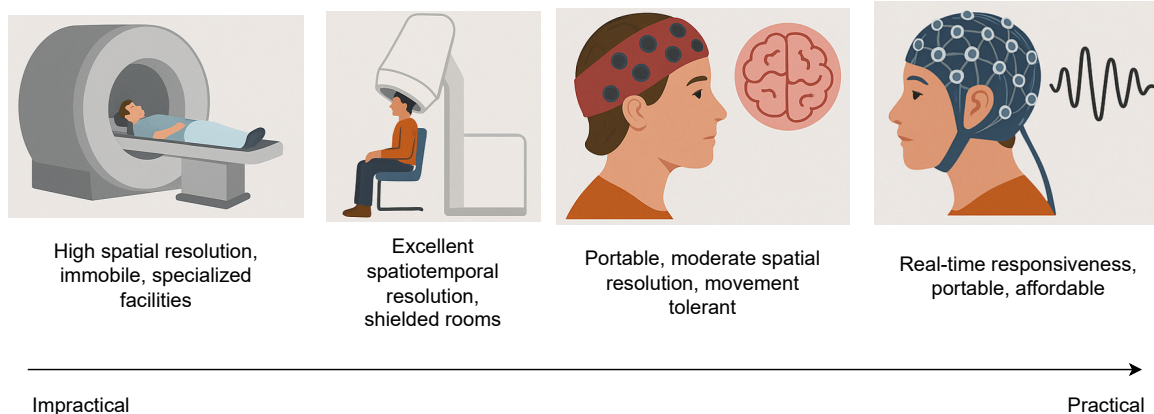 High spatial resolution,
immobile, specialized
facilities
Excellent
spatiotemporal
resolution,
shielded rooms
Portable, moderate spatial
resolution, movement
tolerant
Real-time responsiveness,
portable, affordable
Impractical
Practical